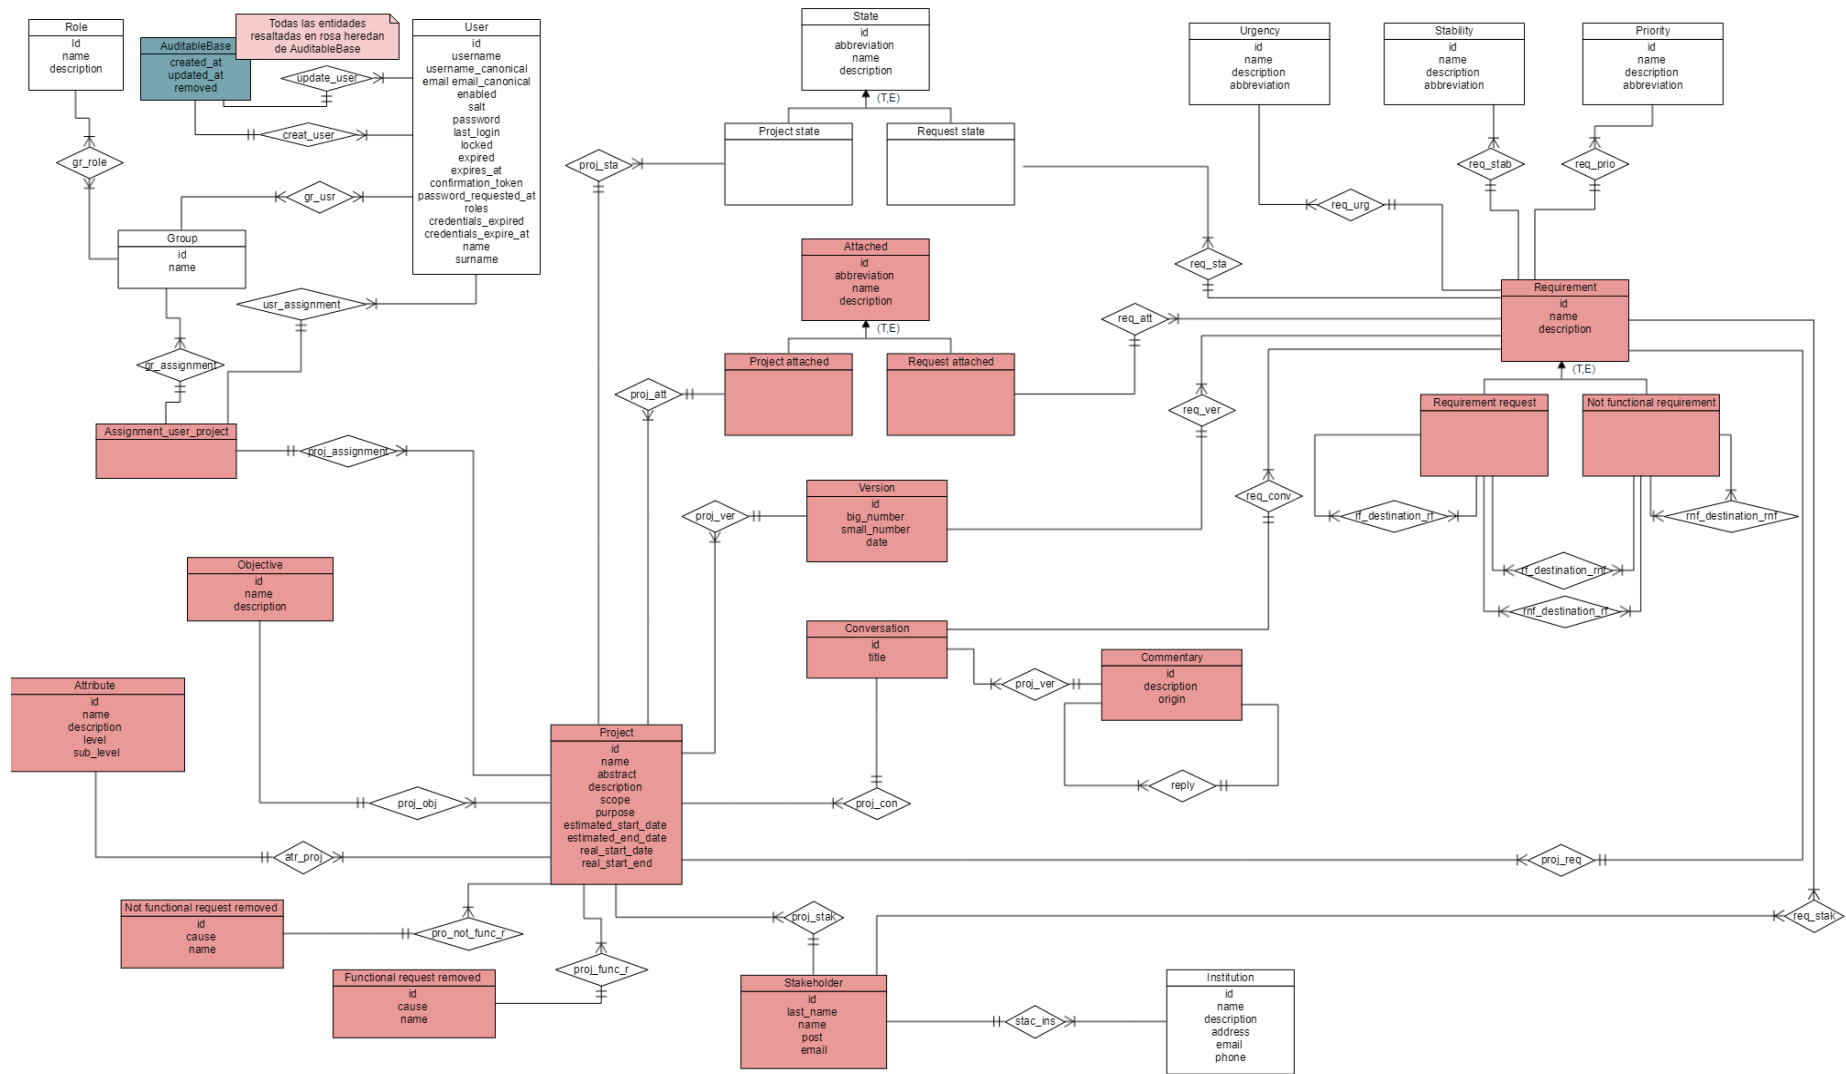 Role
Id
name
description
AuditableBase
created_at
updated_at
removed
Todas las entidades
resaltadas en rosa heredan
de AuditableBase
User
id
username
username_canonical
email email_canonical
enabled
salt
password
last_login
locked
expired
expires_at
confirmation_token
password_requested_at
roles
credentials_expired
credentials_expire_at
name
surname
update_user
creat_user
gr_role
gr_usr
Group
id
name
usr_assignment
gr_assignment
Assignment_user_project
proj_assignment
State
id
abbreviation
name
description
(T,E)
Project state
Request state
proj_sta
Urgency
id
name
description
abbreviation
Stability
id
name
description
abbreviation
Priority
id
name
description
abbreviation
req_stab
req_prio
req_urg
req_sta
Attached
id
abbreviation
name
description
(T,E)
Project attached
Request attached
proj_att
req_att
req_ver
Requirement
id
name
description
(T,E)
Requirement request
Not functional requirement
rf_destination_rf
rnf_destination_rnf
rf_destination_rnf
rnf_destination_rf
req_conv
Version
id
big_number
small_number
date
proj_ver
Objective
id
name
description
Conversation
id
title
proj_ver
Commentary
id
description
origin
reply
Attribute
id
name
description
level
sub_level
Project
id
name
abstract
description
scope
purpose
estimated_start_date
estimated_end_date
real_start_date
real_start_end
proj_obj
proj_con
atr_proj
proj_req
req_stak
Not functional request removed
id
cause
name
pro_not_func_r
proj_func_r
proj_stak
Functional request removed
id
cause
name
Stakeholder
id
last_name
name
post
email
stac_ins
Institution
id
name
description
address
email
phone